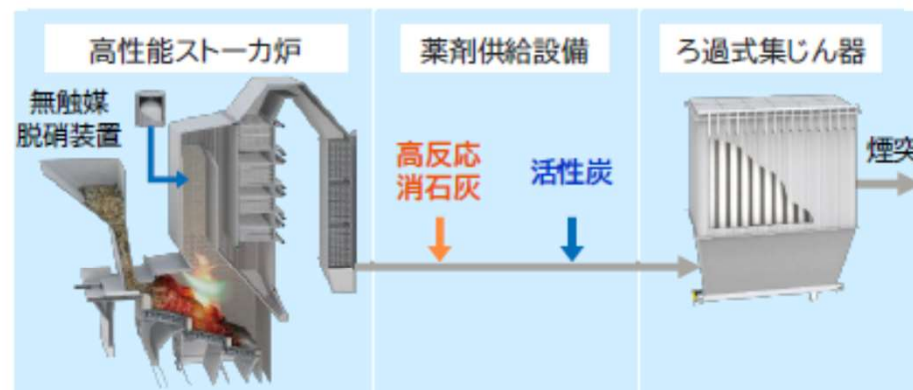 高性能ストーカ炉
薬剤供給設備
ろ過式集じん器
無触媒
脱硝装置
高反応
消石灰
活性炭
煙突